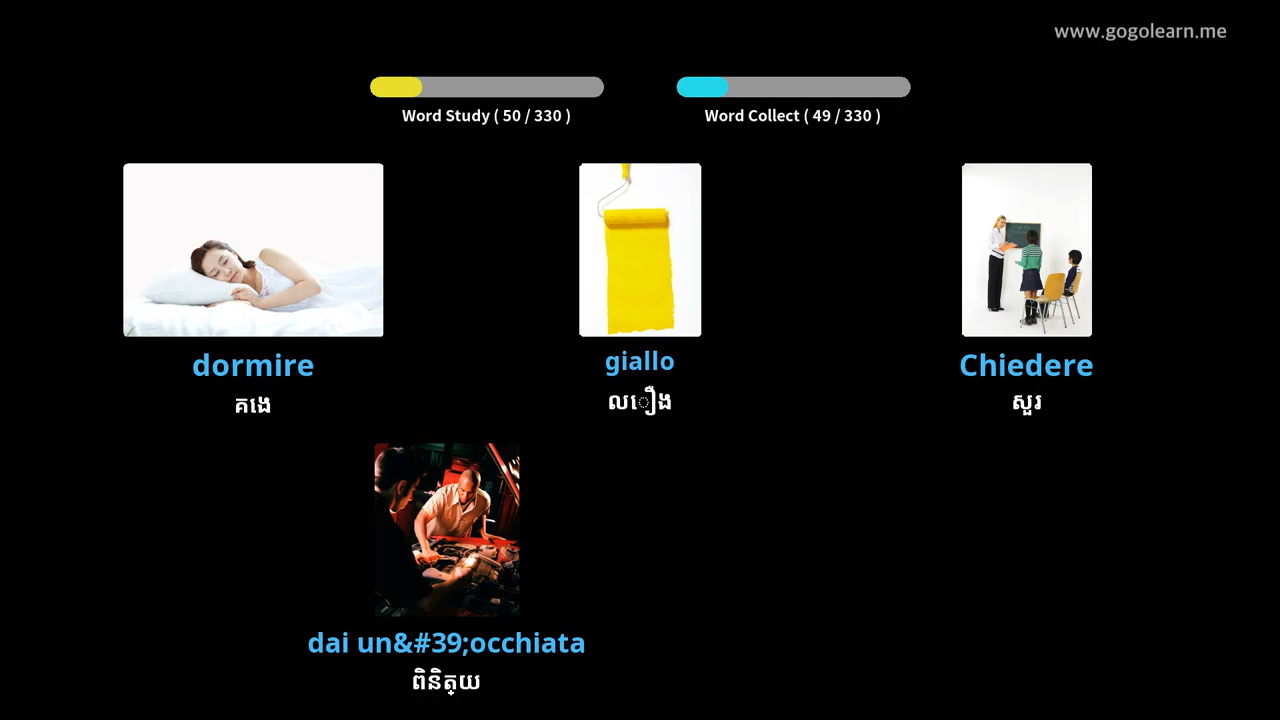 www.gogolearn.me
Word Study ( 50 / 330 )
Word Collect ( 49 / 330 )
dormire
giallo
Chiedere
គងេ
លឿង
សួរ
dai un&#39;occhiata
ពិនិត្យ